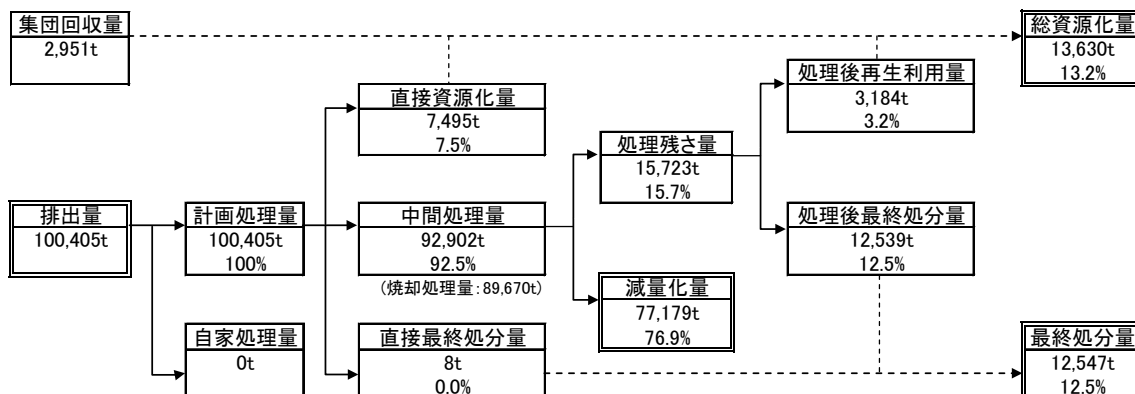 集団回収量
2,951t
総資源化量
13,630t
13.2%
直接資源化量
7,495t
7.5%
処理後再生利用量
3,184t
3.2%
処理残さ量
15,723t
15.7%
排出量
100,405t
計画処理量
100,405t
100%
中間処理量
92,902t
92.5%
(焼却処理量：89,670t)
処理後最終処分量
12,539t
12.5%
減量化量
77,179t
76.9%
自家処理量
0t
直接最終処分量
8t
0.0%
最終処分量
12,547t
12.5%